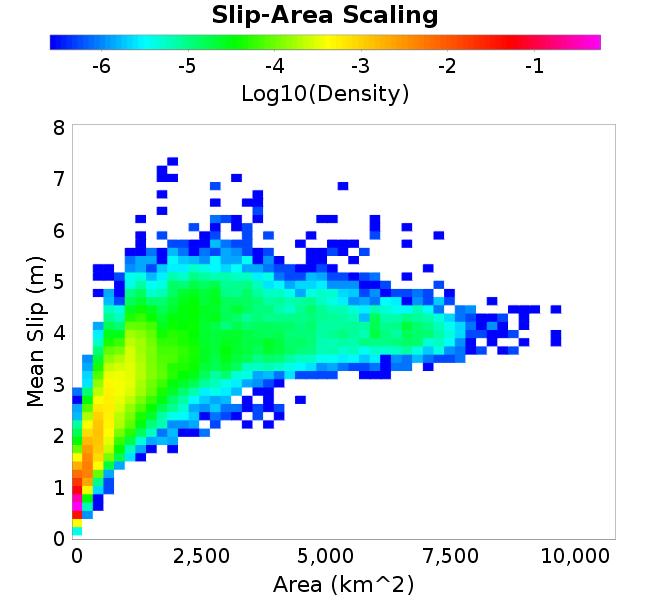 Slip-Area Scaling
-6 -5 -4 -3 -2 -1
Log10(Density)
8
7
6
5
4
3
2
1
0
Mean Slip (m)
0 2,500 5,000 7,500 10,000
Area (km^2)